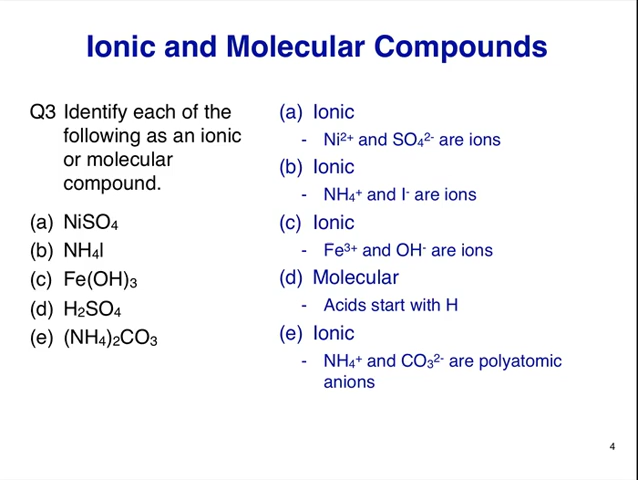 Ionic and Molecular Compounds
Q3 Identify each of the
following as an ionic
or molecular
compound.
(a) NiSO₄
(b) NH₄I
(c) Fe(OH)₃
(d) H₂SO₄
(e) (NH₄)₂CO₃
(a) Ionic
- Ni²⁺ and SO₄²⁻ are ions
(b) Ionic
- NH₄⁺ and I⁻ are ions
(c) Ionic
- Fe³⁺ and OH⁻ are ions
(d) Molecular
- Acids start with H
(e) Ionic
- NH₄⁺ and CO₃²⁻ are polyatomic
anions
4